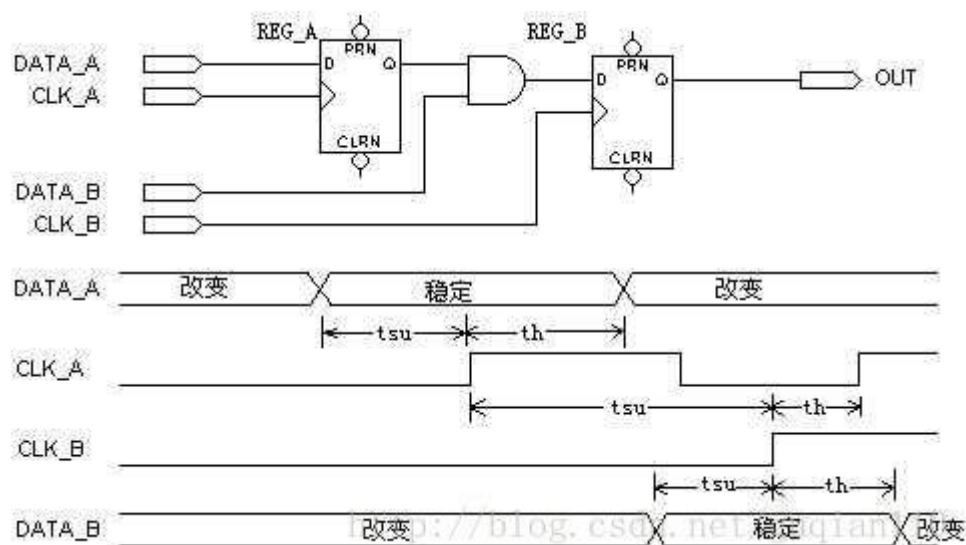 REG_A REG_B
DATA_A D PRN Q D PRN Q OUT
CLK_A
CLRN CLRN
DATA_B
CLK_B
DATA_A 改变 稳定 改变
tsu th
CLK_A
tsu th
CLK_B
tsu th
DATA_B 改变 稳定 改变